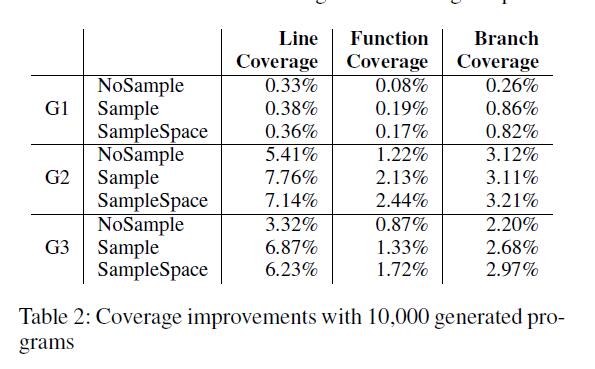 Line Function Branch
Coverage Coverage Coverage
NoSample 0.33% 0.08% 0.26%
G1 Sample 0.38% 0.19% 0.86%
SampleSpace 0.36% 0.17% 0.82%
NoSample 5.41% 1.22% 3.12%
G2 Sample 7.76% 2.13% 3.11%
SampleSpace 7.14% 2.44% 3.21%
NoSample 3.32% 0.87% 2.20%
G3 Sample 6.87% 1.33% 2.68%
SampleSpace 6.23% 1.72% 2.97%
Table 2: Coverage improvements with 10,000 generated pro-
grams